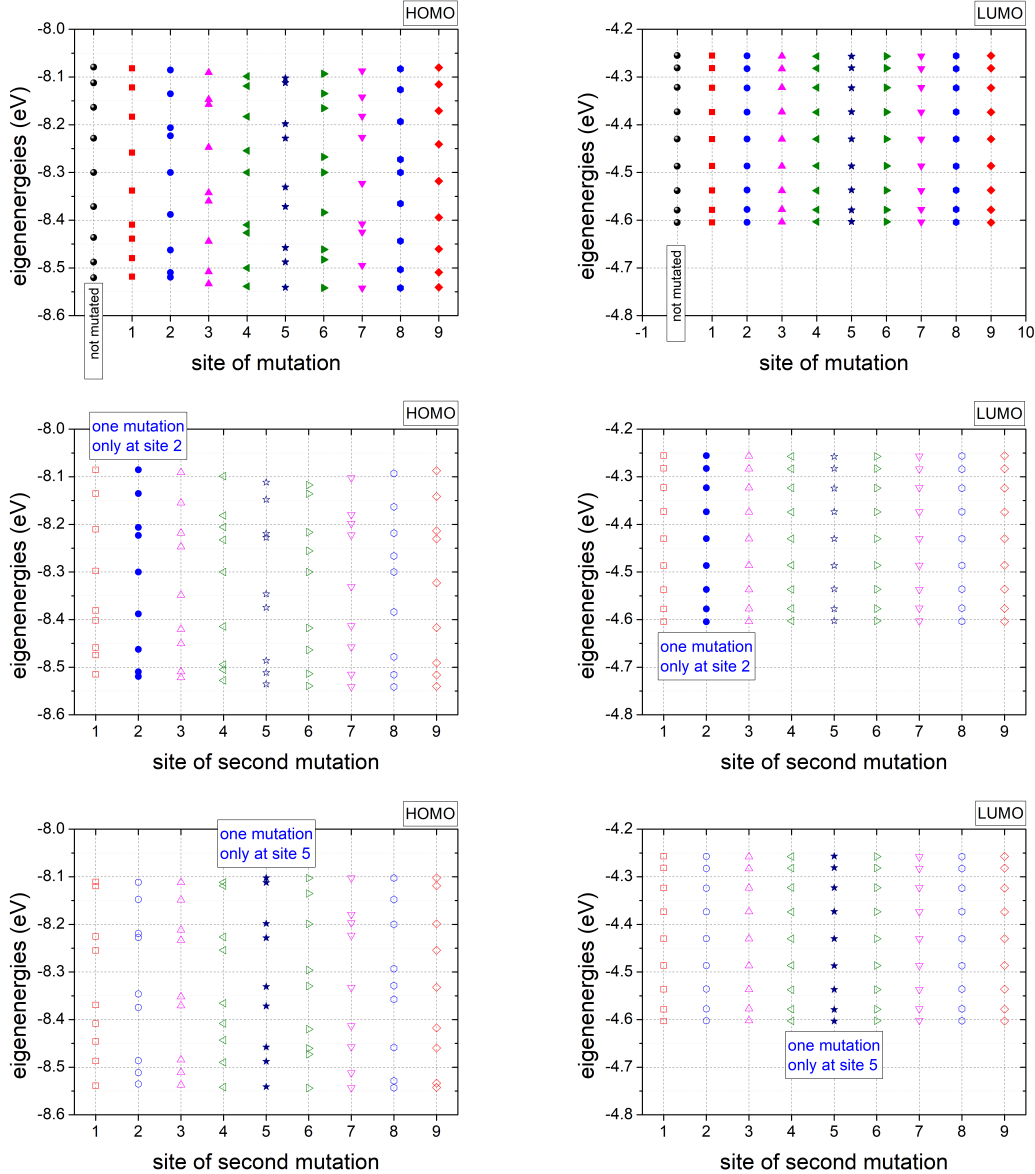 HOMO
-8.0
-8.1
-8.2
-8.3
-8.4
-8.5
-8.6
eigenenergies (eV)
not mutated
1 2 3 4 5 6 7 8 9
site of mutation
LUMO
-4.2
-4.3
-4.4
-4.5
-4.6
-4.7
-4.8
eigenenergies (eV)
not mutated
-1 1 2 3 4 5 6 7 8 9 10
site of mutation
HOMO
one mutation
only at site 2
-8.0
-8.1
-8.2
-8.3
-8.4
-8.5
-8.6
eigenenergies (eV)
1 2 3 4 5 6 7 8 9
site of second mutation
LUMO
-4.2
-4.3
-4.4
-4.5
-4.6
-4.7
-4.8
eigenenergies (eV)
one mutation
only at site 2
1 2 3 4 5 6 7 8 9
site of second mutation
HOMO
one mutation
only at site 5
-8.0
-8.1
-8.2
-8.3
-8.4
-8.5
-8.6
eigenenergies (eV)
1 2 3 4 5 6 7 8 9
site of second mutation
LUMO
-4.2
-4.3
-4.4
-4.5
-4.6
-4.7
-4.8
eigenenergies (eV)
one mutation
only at site 5
1 2 3 4 5 6 7 8 9
site of second mutation